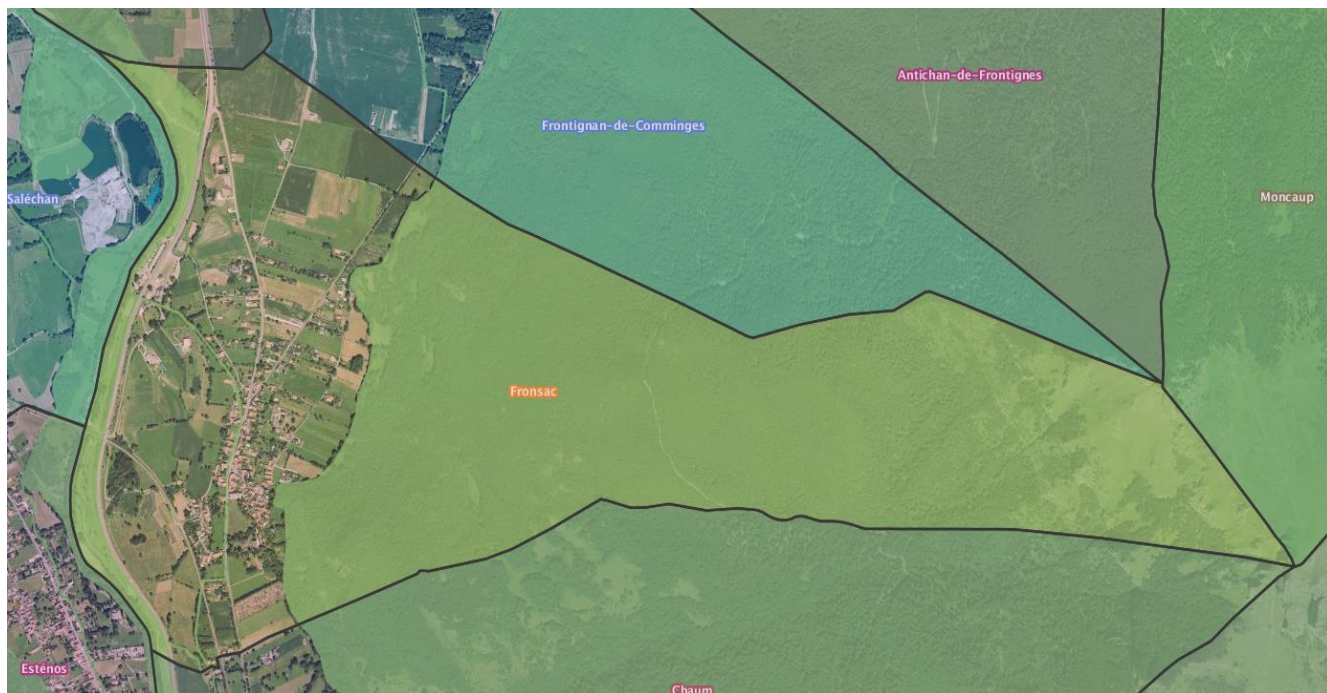 Antichan-de-Frontignes
Frontignan-de-Comminges
Saléchan
Moncaup
Fronsac
Esténos
Chaum